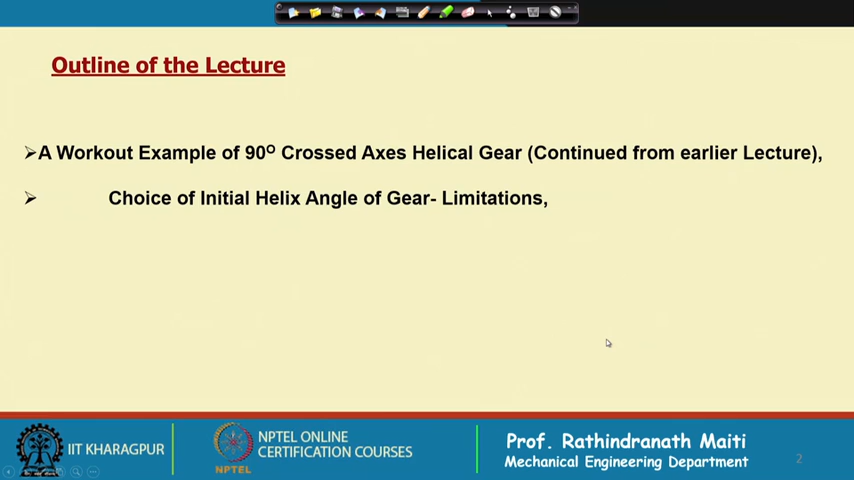 Outline of the Lecture
➢A Workout Example of 90ᴼ Crossed Axes Helical Gear (Continued from earlier Lecture),
➢ Choice of Initial Helix Angle of Gear- Limitations,
IIT KHARAGPUR
NPTEL
NPTEL ONLINE
CERTIFICATION COURSES
Prof. Rathindranath Maiti
Mechanical Engineering Department
2